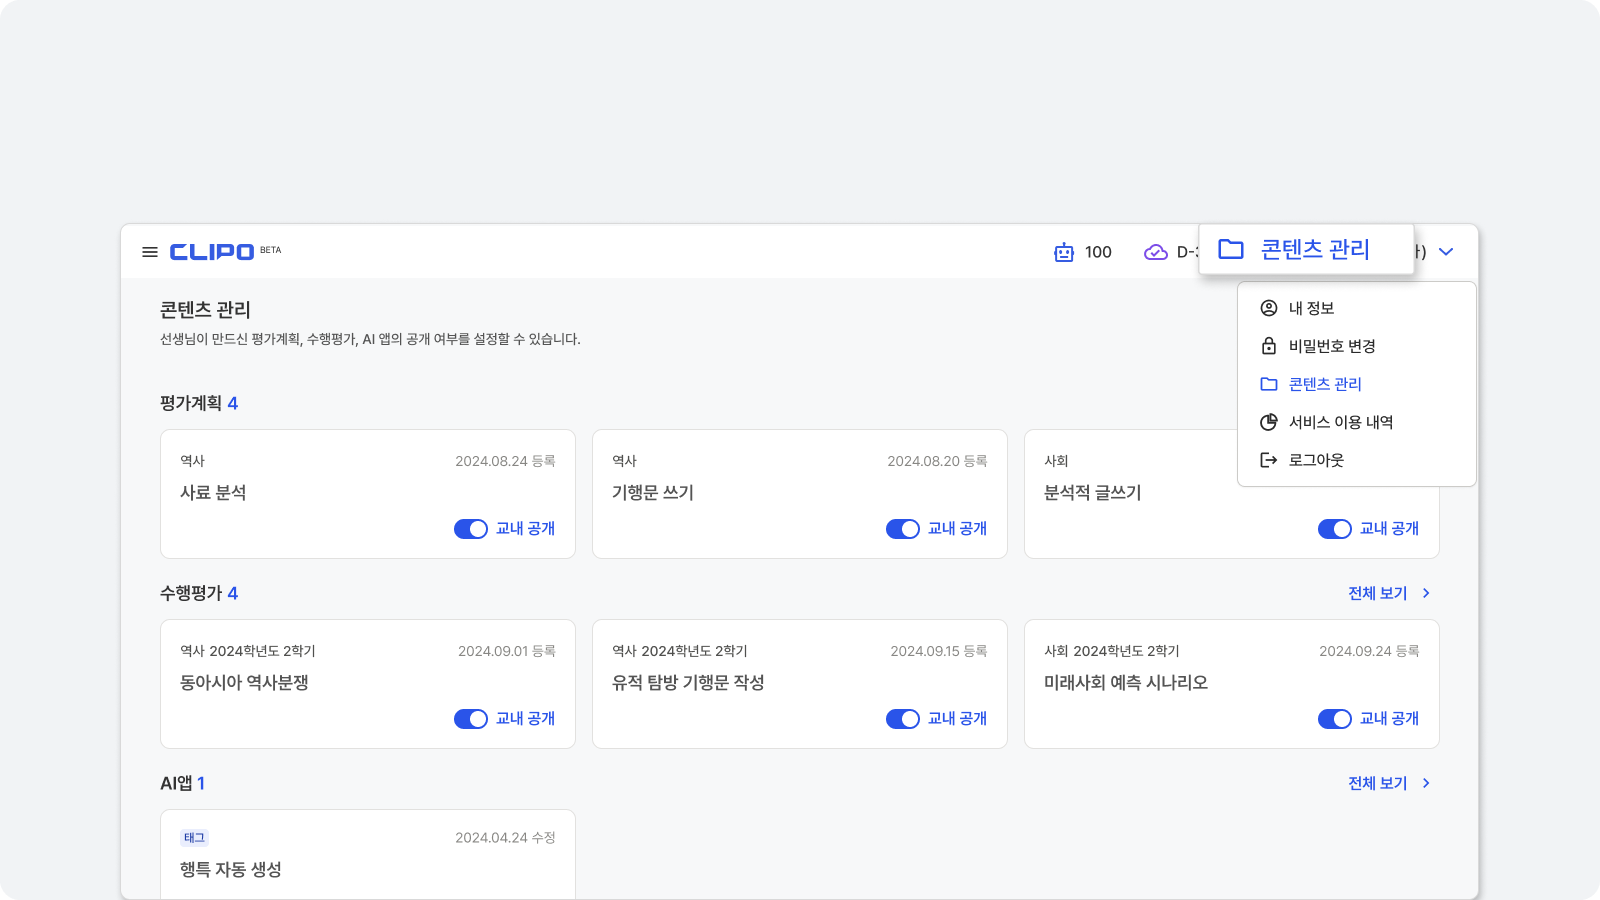 CLIPO BETA
100
D-3
콘텐츠 관리
)
콘텐츠 관리
선생님이 만드신 평가계획, 수행평가, AI 앱의 공개 여부를 설정할 수 있습니다.
내 정보
비밀번호 변경
콘텐츠 관리
서비스 이용 내역
로그아웃
평가계획 4
역사 2024.08.24 등록
사료 분석
교내 공개
역사 2024.08.20 등록
기행문 쓰기
교내 공개
사회
분석적 글쓰기
교내 공개
수행평가 4 전체 보기
역사 2024학년도 2학기 2024.09.01 등록
동아시아 역사분쟁
교내 공개
역사 2024학년도 2학기 2024.09.15 등록
유적 탐방 기행문 작성
교내 공개
사회 2024학년도 2학기 2024.09.24 등록
미래사회 예측 시나리오
교내 공개
AI앱 1 전체 보기
태그 2024.04.24 수정
행특 자동 생성